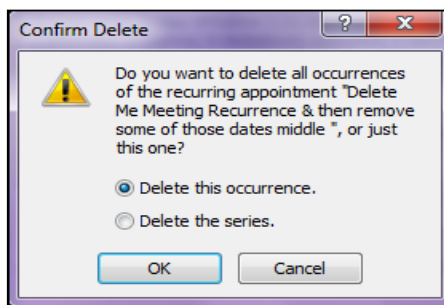 Confirm Delete
Do you want to delete all occurrences
of the recurring appointment "Delete
Me Meeting Recurrence & then remove
some of those dates middle ", or just
this one?
Delete this occurrence.
Delete the series.
OK Cancel